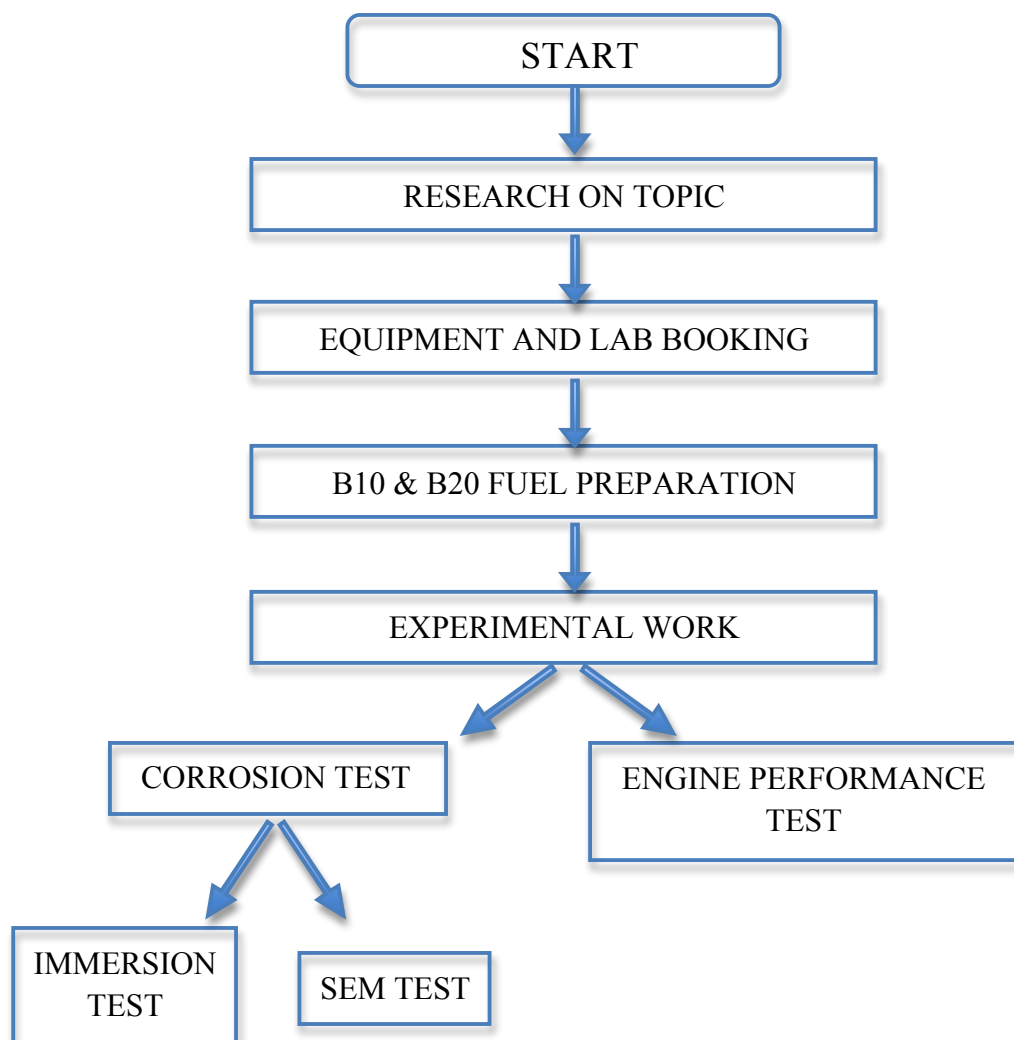 START
RESEARCH ON TOPIC
EQUIPMENT AND LAB BOOKING
B10 & B20 FUEL PREPARATION
EXPERIMENTAL WORK
CORROSION TEST
ENGINE PERFORMANCE
TEST
IMMERSION
TEST
SEM TEST